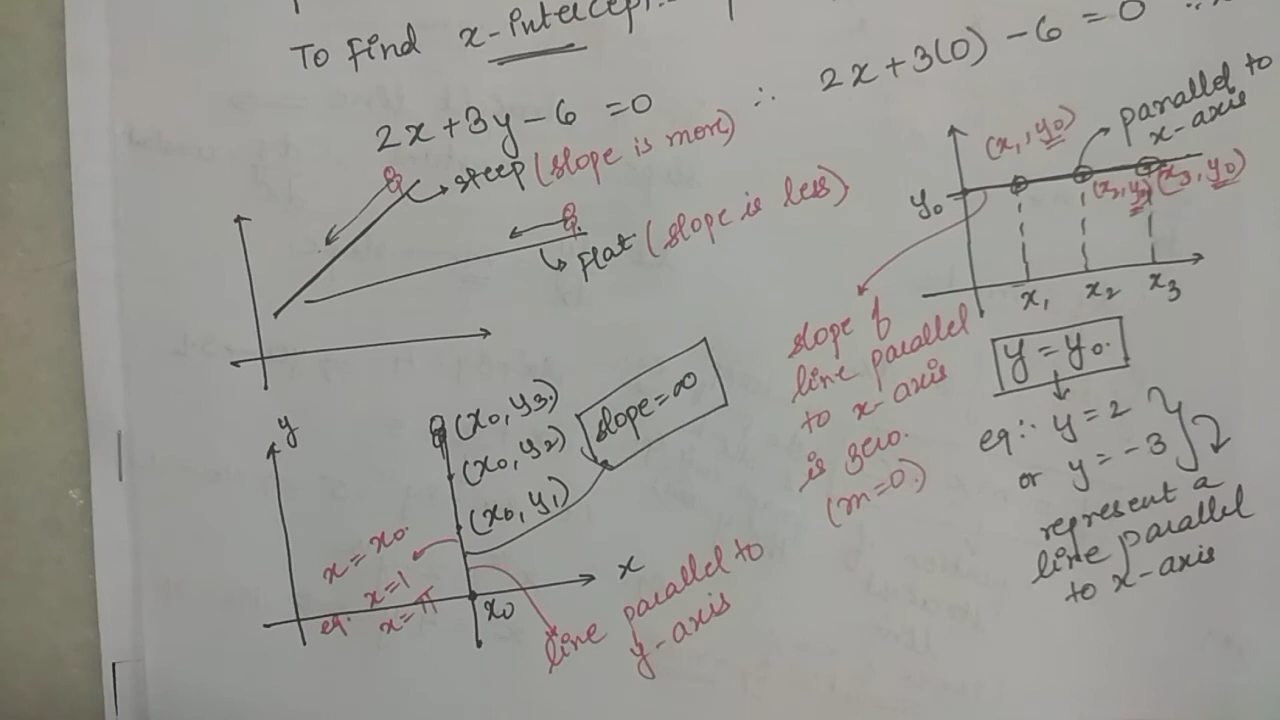 To Find x-intercept
2x+3y-6=0
∴ 2x+3(0)-6=0
steep (slope is more)
Flat (slope is less)
(x₁, y₀)
parallel to
x-axis
y₀
(x₂, y₀) (x₃, y₀)
x₁ x₂ x₃
slope of
line parallel
to x-axis
is zero.
(m=0.)
y=y₀.
eg:. y=2
or y=-3
represent a
line parallel
to x-axis
y
(x₀, y₃.)
(x₀, y₂)
(x₀, y₁)
slope=∞
x=x₀.
eg. x=1
x=π
x
x₀
line parallel to
y-axis